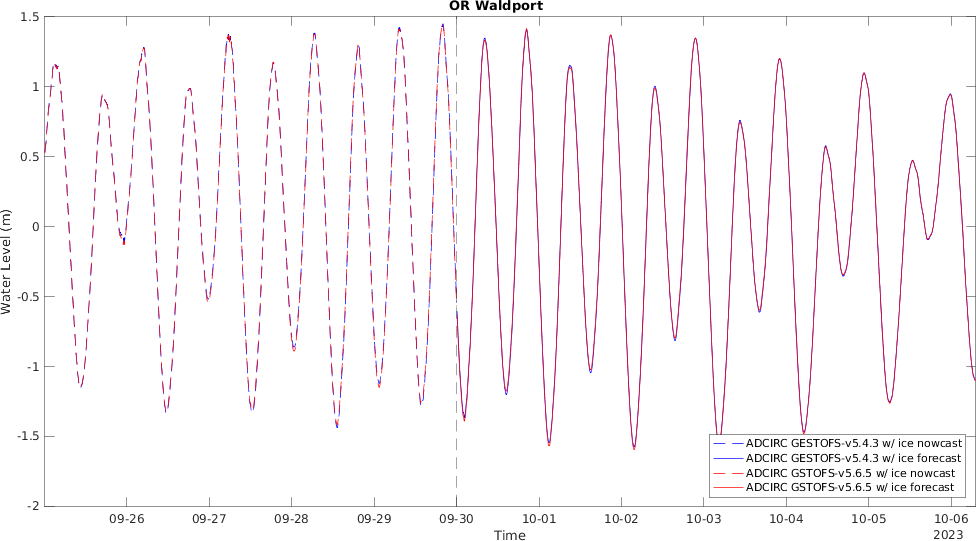 OR Waldport
1.5
1
0.5
0
-0.5
-1
-1.5
-2
Water Level (m)
ADCIRC GESTOFS-v5.4.3 w/ ice nowcast
ADCIRC GESTOFS-v5.4.3 w/ ice forecast
ADCIRC GSTOFS-v5.6.5 w/ ice nowcast
ADCIRC GSTOFS-v5.6.5 w/ ice forecast
09-26 09-27 09-28 09-29 09-30 10-01 10-02 10-03 10-04 10-05 10-06
2023
Time